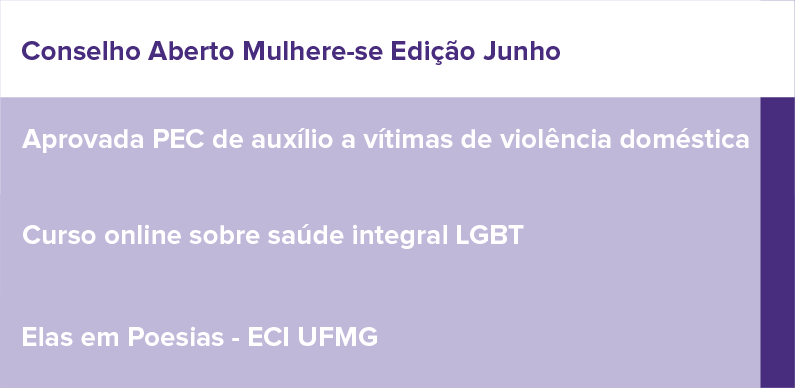 Conselho Aberto Mulhere-se Edição Junho
Aprovada PEC de auxílio a vítimas de violência doméstica
Curso online sobre saúde integral LGBT
Elas em Poesias - ECI UFMG